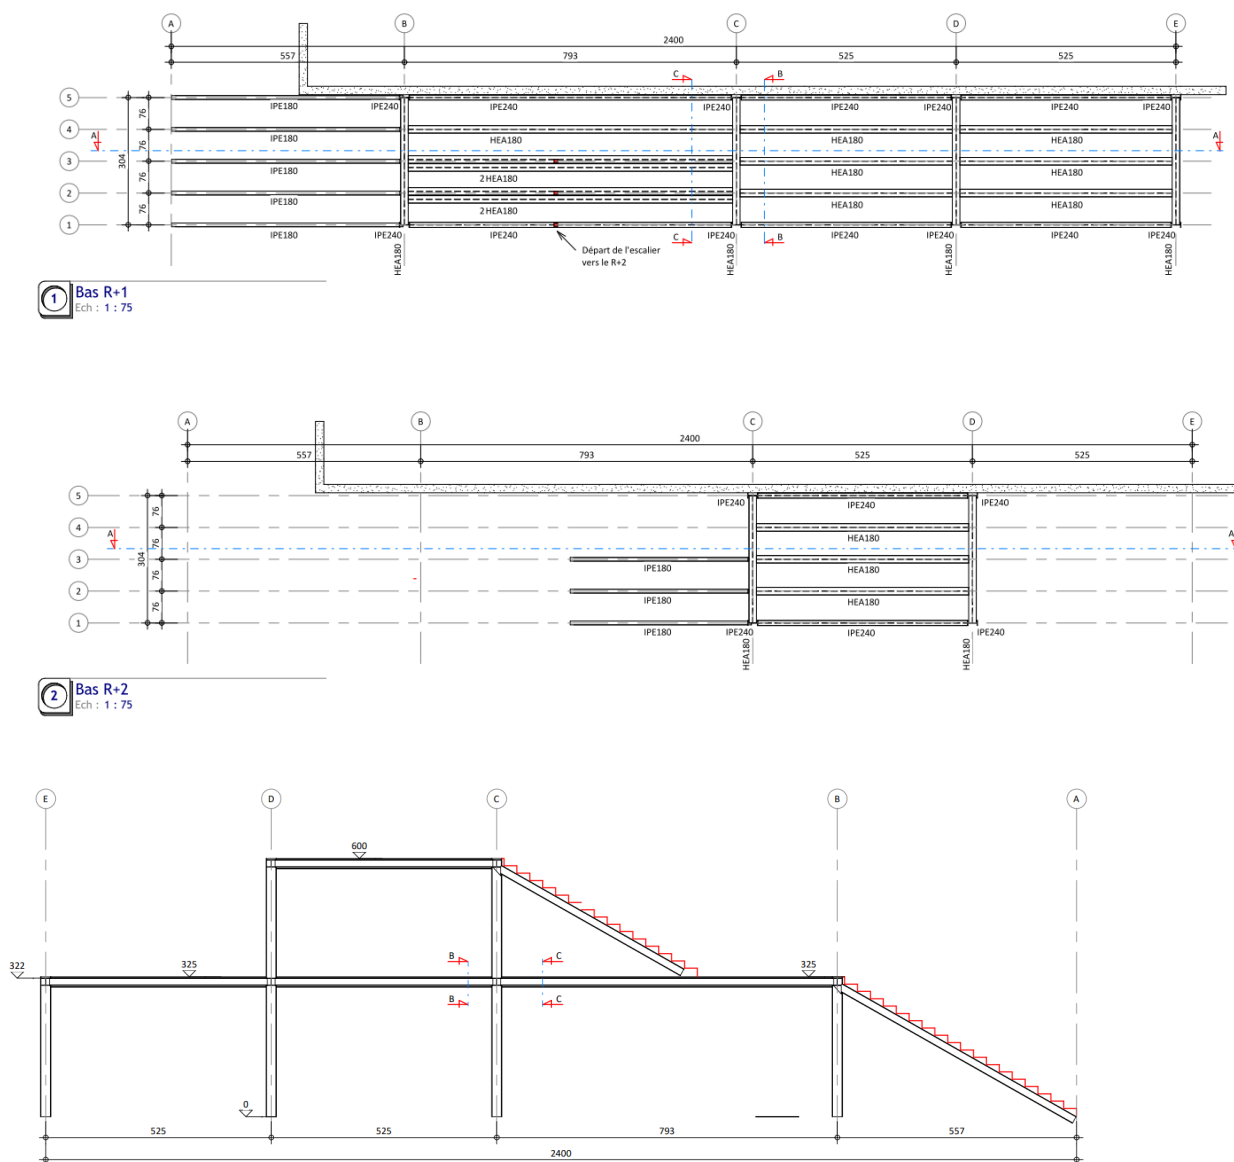 A B C D E
2400
557 793 525 525
C B
5 IPE180 IPE240 IPE240 IPE240 IPE240 IPE240 IPE240 IPE240
76
4 IPE180 HEA180 HEA180 HEA180
A A
76
304
3 IPE180 2HEA180 HEA180 HEA180
76
2 IPE180 2HEA180 HEA180 HEA180
76
1 IPE180 IPE240 IPE240 IPE240 IPE240 IPE240 IPE240 IPE240
C B
HEA180 HEA180 HEA180 HEA180
Départ de l'escalier
vers le R+2
1 Bas R+1
Ech : 1 : 75
A B C D E
2400
557 793 525 525
5 IPE240 IPE240 IPE240
76
4 HEA180
A A
76
304
3 IPE180 HEA180
76
2 IPE180 HEA180
76
1 IPE180 IPE240 IPE240 IPE240
HEA180 HEA180
2 Bas R+2
Ech : 1 : 75
E D C B A
600
322 325 B C 325
B C
0
525 525 793 557
2400